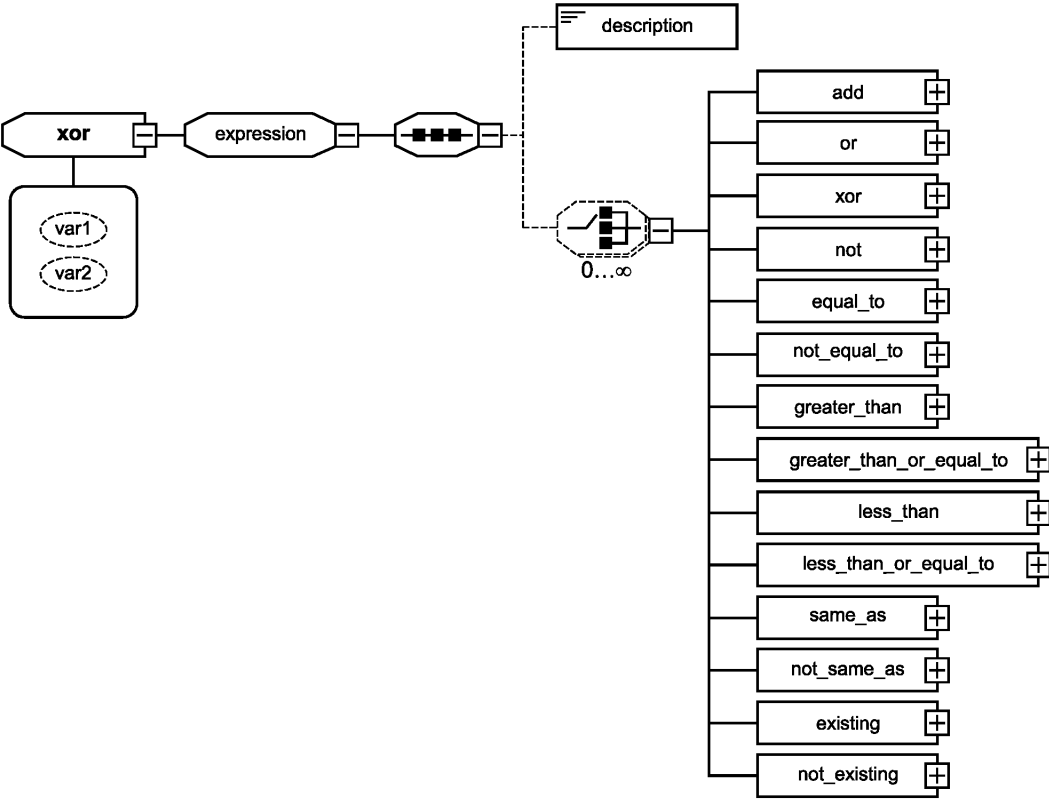 description
xor
expression
var1
var2
0...∞
add
or
xor
not
equal_to
not_equal_to
greater_than
greater_than_or_equal_to
less_than
less_than_or_equal_to
same_as
not_same_as
existing
not_existing